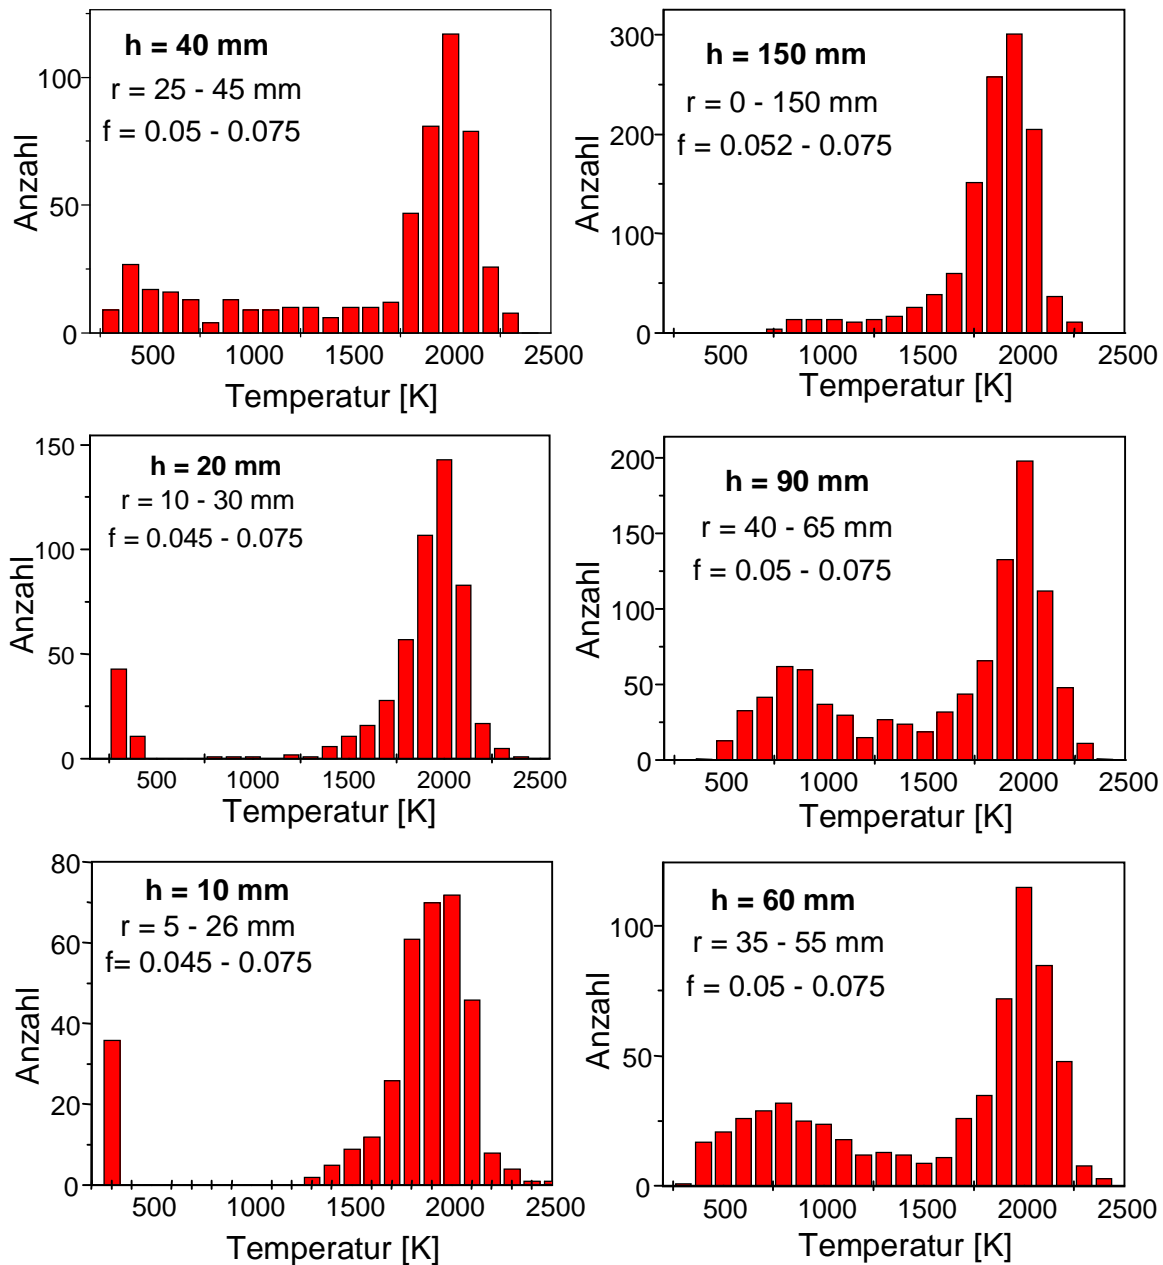 h = 40 mm
r = 25 - 45 mm
f = 0.05 - 0.075
Anzahl
100
50
0
500 1000 1500 2000 2500
Temperatur [K]
h = 150 mm
r = 0 - 150 mm
f = 0.052 - 0.075
Anzahl
300
200
100
0
500 1000 1500 2000 2500
Temperatur [K]
h = 20 mm
r = 10 - 30 mm
f = 0.045 - 0.075
Anzahl
150
100
50
0
500 1000 1500 2000 2500
Temperatur [K]
h = 90 mm
r = 40 - 65 mm
f = 0.05 - 0.075
Anzahl
200
150
100
50
0
500 1000 1500 2000 2500
Temperatur [K]
h = 10 mm
r = 5 - 26 mm
f= 0.045 - 0.075
Anzahl
80
60
40
20
0
500 1000 1500 2000 2500
Temperatur [K]
h = 60 mm
r = 35 - 55 mm
f = 0.05 - 0.075
Anzahl
100
50
0
500 1000 1500 2000 2500
Temperatur [K]